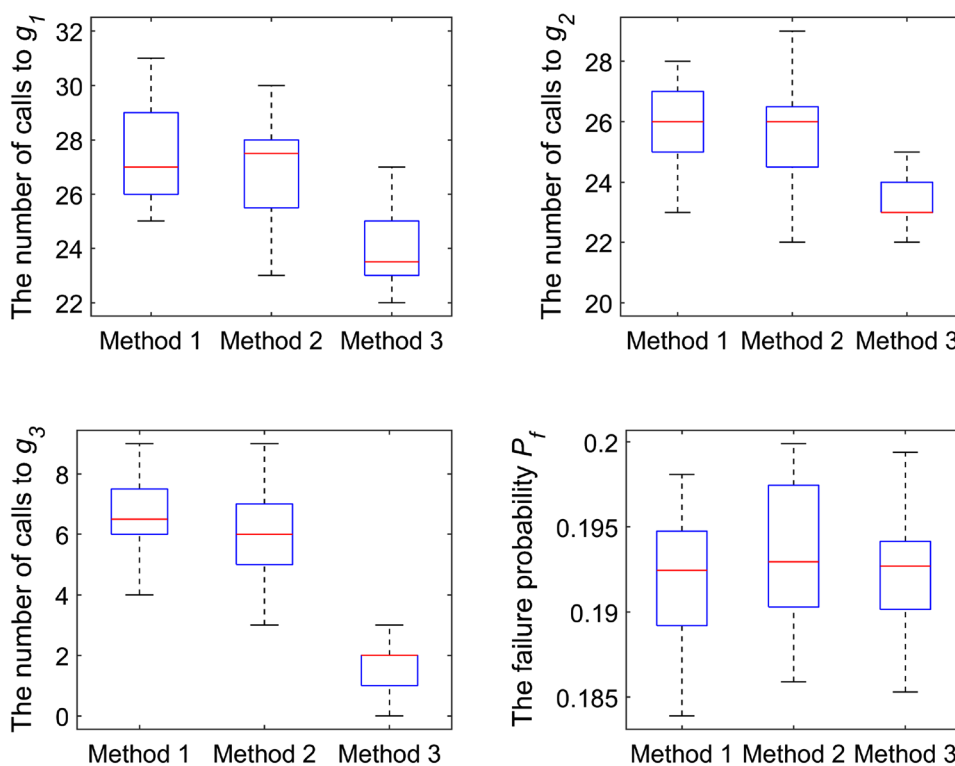 The number of calls to g1
32
30
28
26
24
22
Method 1 Method 2 Method 3
The number of calls to g2
28
26
24
22
20
Method 1 Method 2 Method 3
The number of calls to g3
8
6
4
2
0
Method 1 Method 2 Method 3
The failure probability Pf
0.2
0.195
0.19
0.185
Method 1 Method 2 Method 3